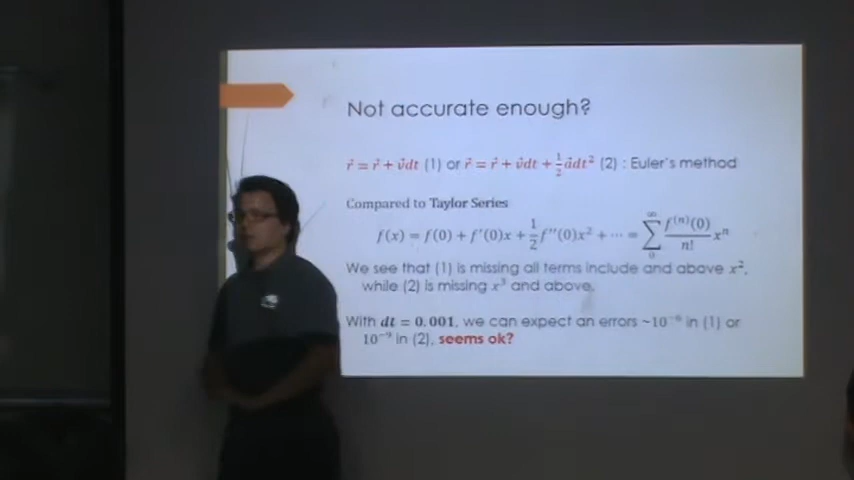 Not accurate enough?
r⃗ = r⃗ + v⃗dt (1) or r⃗ = r⃗ + v⃗dt + ½a⃗dt² (2) : Euler's method
Compared to Taylor Series
f(x) = f(0) + f′(0)x + ½f″(0)x² + ⋯ = ∑₀^∞ f⁽ⁿ⁾(0)/n! xⁿ
We see that (1) is missing all terms include and above x²,
while (2) is missing x³ and above.
With dt = 0.001, we can expect an errors ~10⁻⁶ in (1) or
10⁻⁹ in (2), seems ok?